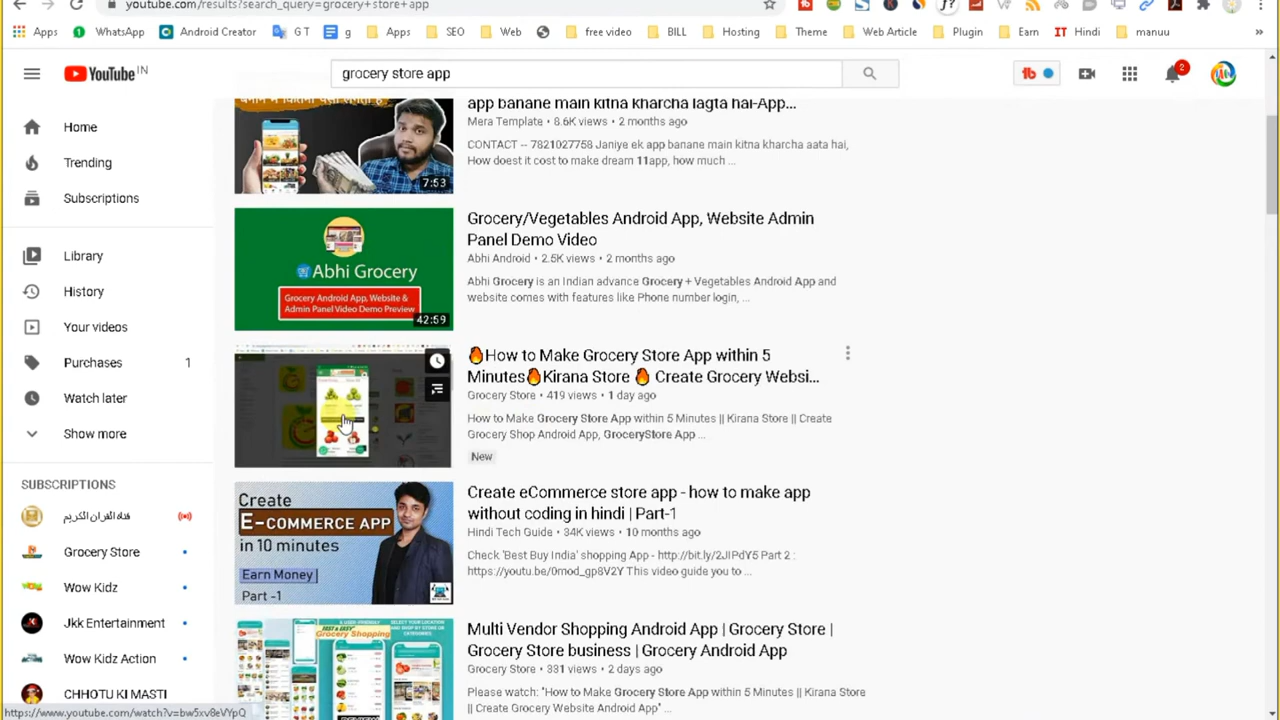 youtube.com/results?search_query=grocery+store+app
Apps WhatsApp Android Creator G T g Apps SEO Web free video BILL Hosting Theme Web Article Plugin Earn IT Hindi manuu
YouTube IN
grocery store app
2
Home
Trending
Subscriptions
Library
History
Your videos
Purchases 1
Watch later
Show more
SUBSCRIPTIONS
قناة القرآن الكريم
Grocery Store
Wow Kidz
Jkk Entertainment
Wow Kidz Action
CHHOTU KI MASTI
https://www.youtube.com/watch?v=bw5xv8eVYpQ
7:53
app banane main kitna kharcha lagta hai-App...
Mera Template • 8.6K views • 2 months ago
CONTACT -- 7821027758 Janiye ek app banane main kitna kharcha aata hai,
How doest it cost to make dream 11app, how much ...
Abhi Grocery
Grocery Android App, Website &
Admin Panel Video Demo Preview
42:59
Grocery/Vegetables Android App, Website Admin
Panel Demo Video
Abhi Android • 2.5K views • 2 months ago
Abhi Grocery is an Indian advance Grocery + Vegetables Android App and
website comes with features like Phone number login, ...
🔥How to Make Grocery Store App within 5
Minutes🔥Kirana Store 🔥 Create Grocery Websi...
Grocery Store • 419 views • 1 day ago
How to Make Grocery Store App within 5 Minutes || Kirana Store || Create
Grocery Shop Android App, GroceryStore App ...
New
Create
E-COMMERCE APP
in 10 minutes
Earn Money
Part -1
Create eCommerce store app - how to make app
without coding in hindi | Part-1
Hindi Tech Guide • 34K views • 10 months ago
Check 'Best Buy India' shopping App - http://bit.ly/2JIPdY5 Part 2 :
https://youtu.be/0mod_gp8V2Y This video guide you to ...
FAST & EASY
Grocery Shopping
Multi Vendor Shopping Android App | Grocery Store |
Grocery Store business | Grocery Android App
Grocery Store • 331 views • 2 days ago
Please watch: "How to Make Grocery Store App within 5 Minutes || Kirana Store
|| Create Grocery Website Android App" ...